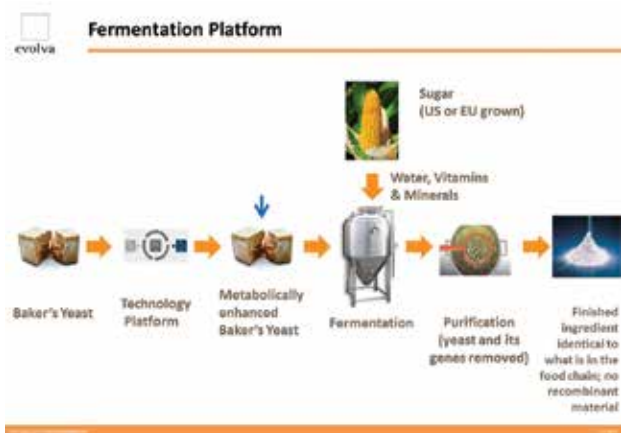 evolva
Fermentation Platform
Sugar
(US or EU grown)
Water, Vitamins
& Minerals
Baker's Yeast
Technology
Platform
Metabolically
enhanced
Baker's Yeast
Fermentation
Purification
(yeast and its
genes removed)
Finished
ingredient
identical to
what is in the
food chain; no
recombinant
material